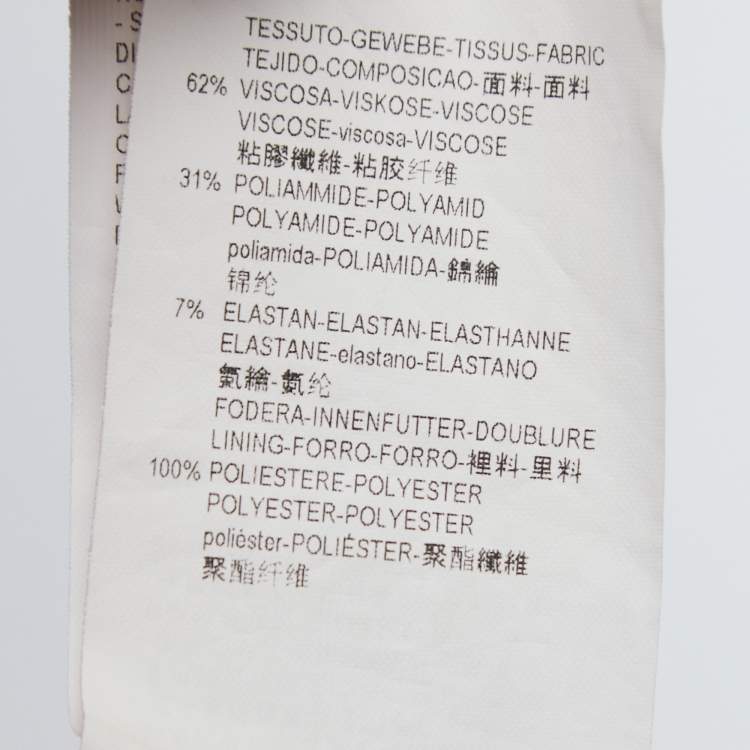 TESSUTO-GEWEBE-TISSUS-FABRIC
TEJIDO-COMPOSICAO-面料-面料
62% VISCOSA-VISKOSE-VISCOSE
VISCOSE-viscosa-VISCOSE
粘膠纖維-粘胶纤维
31% POLIAMMIDE-POLYAMID
POLYAMIDE-POLYAMIDE
poliamida-POLIAMIDA-錦綸
锦纶
7% ELASTAN-ELASTAN-ELASTHANNE
ELASTANE-elastano-ELASTANO
氨綸-氨纶
FODERA-INNENFUTTER-DOUBLURE
LINING-FORRO-FORRO-裡料-里料
100% POLIESTERE-POLYESTER
POLYESTER-POLYESTER
poliéster-POLIÉSTER-聚酯纖維
聚酯纤维